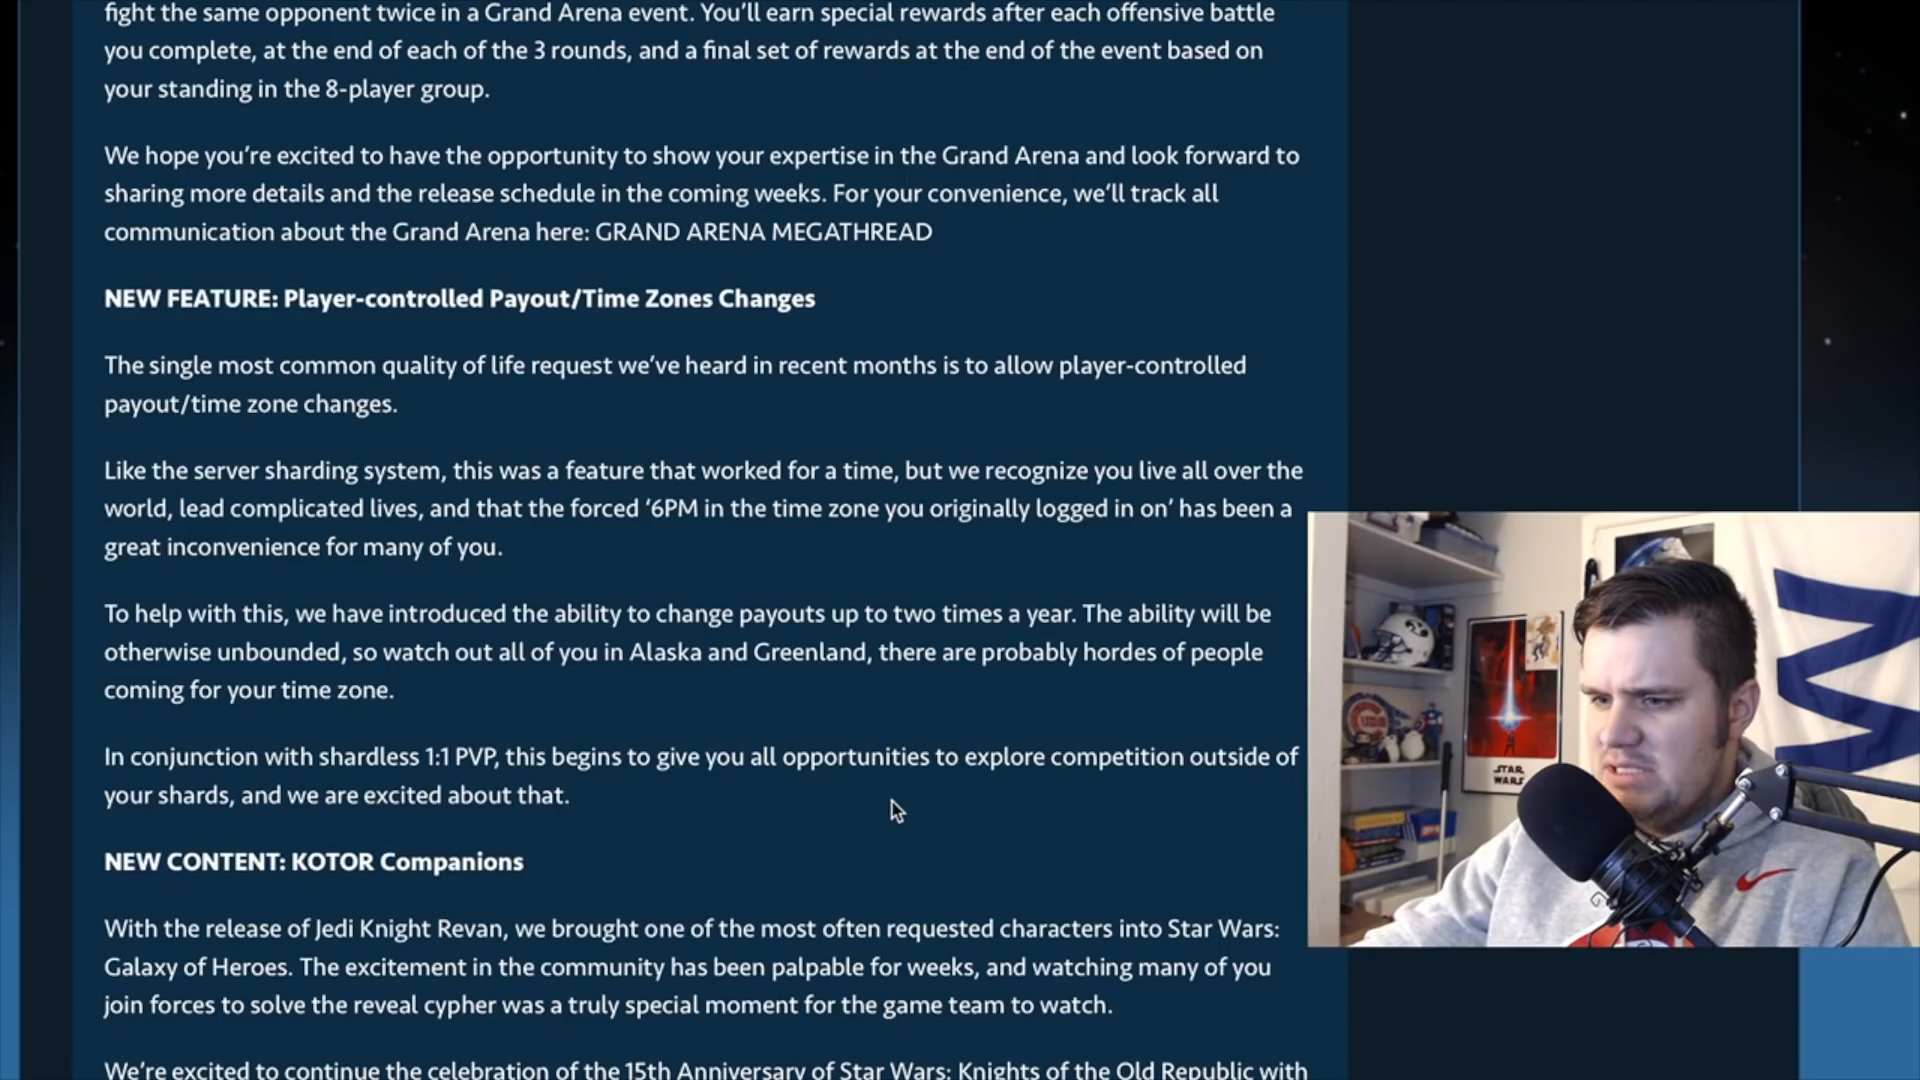 fight the same opponent twice in a Grand Arena event. You’ll earn special rewards after each offensive battle
you complete, at the end of each of the 3 rounds, and a final set of rewards at the end of the event based on
your standing in the 8-player group.
We hope you’re excited to have the opportunity to show your expertise in the Grand Arena and look forward to
sharing more details and the release schedule in the coming weeks. For your convenience, we’ll track all
communication about the Grand Arena here: GRAND ARENA MEGATHREAD
NEW FEATURE: Player-controlled Payout/Time Zones Changes
The single most common quality of life request we’ve heard in recent months is to allow player-controlled
payout/time zone changes.
Like the server sharding system, this was a feature that worked for a time, but we recognize you live all over the
world, lead complicated lives, and that the forced ‘6PM in the time zone you originally logged in on’ has been a
great inconvenience for many of you.
To help with this, we have introduced the ability to change payouts up to two times a year. The ability will be
otherwise unbounded, so watch out all of you in Alaska and Greenland, there are probably hordes of people
coming for your time zone.
In conjunction with shardless 1:1 PVP, this begins to give you all opportunities to explore competition outside of
your shards, and we are excited about that.
NEW CONTENT: KOTOR Companions
With the release of Jedi Knight Revan, we brought one of the most often requested characters into Star Wars:
Galaxy of Heroes. The excitement in the community has been palpable for weeks, and watching many of you
join forces to solve the reveal cypher was a truly special moment for the game team to watch.
We’re excited to continue the celebration of the 15th Anniversary of Star Wars: Knights of the Old Republic with
STAR
WARS
CUBS
W